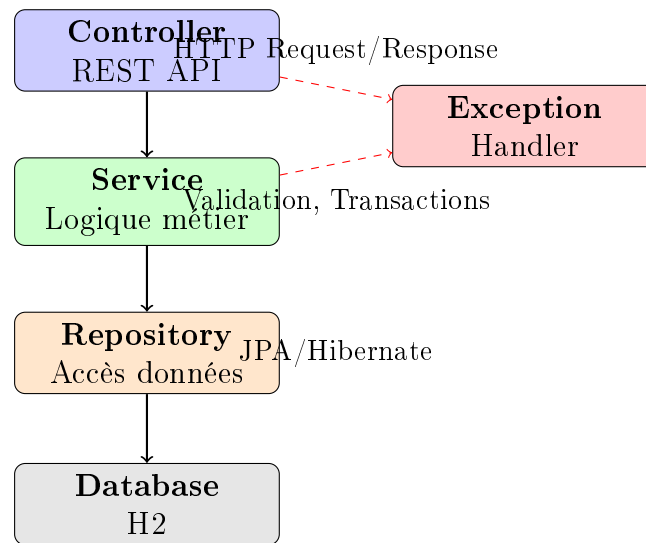 Controller
REST API
HTTP Request/Response
Exception
Handler
Service
Logique métier
Validation, Transactions
Repository
Accès données
JPA/Hibernate
Database
H2